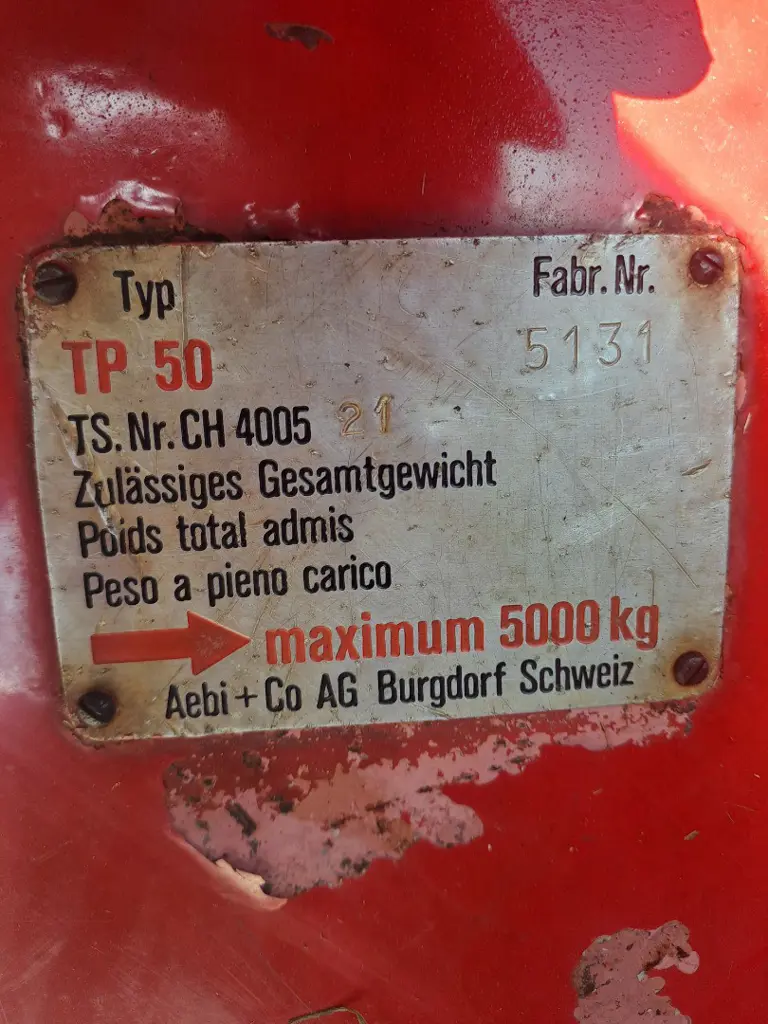 Typ Fabr. Nr.
TP 50 5131
TS. Nr. CH 4005 21
Zulässiges Gesamtgewicht
Poids total admis
Peso a pieno carico
maximum 5000 kg
Aebi + Co AG Burgdorf Schweiz